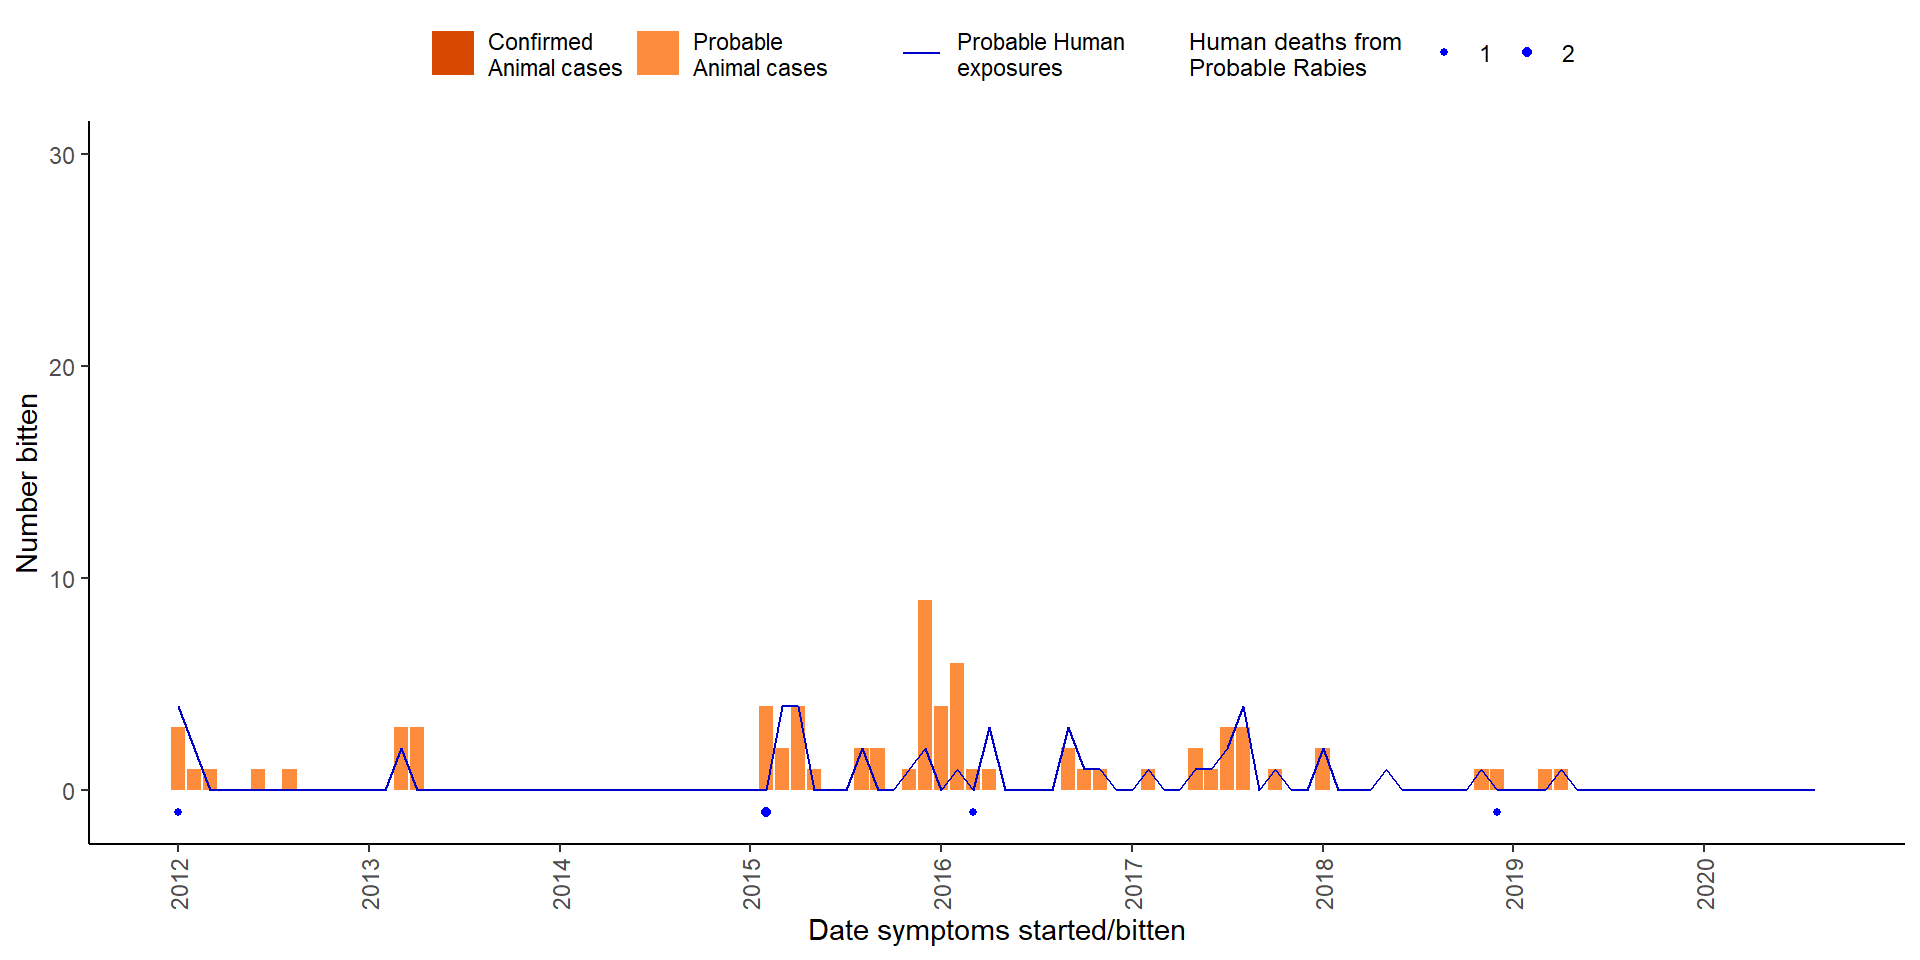 Confirmed
Animal cases
Probable
Animal cases
Probable Human
exposures
Human deaths from
Probable Rabies
1
2
30
20
10
0
Number bitten
2012
2013
2014
2015
2016
2017
2018
2019
2020
Date symptoms started/bitten